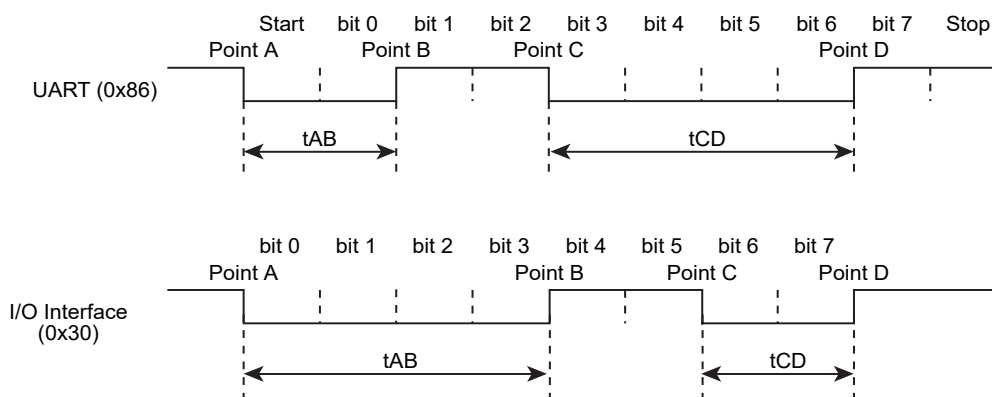 Start bit 0 bit 1 bit 2 bit 3 bit 4 bit 5 bit 6 bit 7 Stop
Point A Point B Point C Point D
UART (0x86)
tAB tCD
bit 0 bit 1 bit 2 bit 3 bit 4 bit 5 bit 6 bit 7
Point A Point B Point C Point D
I/O Interface
(0x30)
tAB tCD